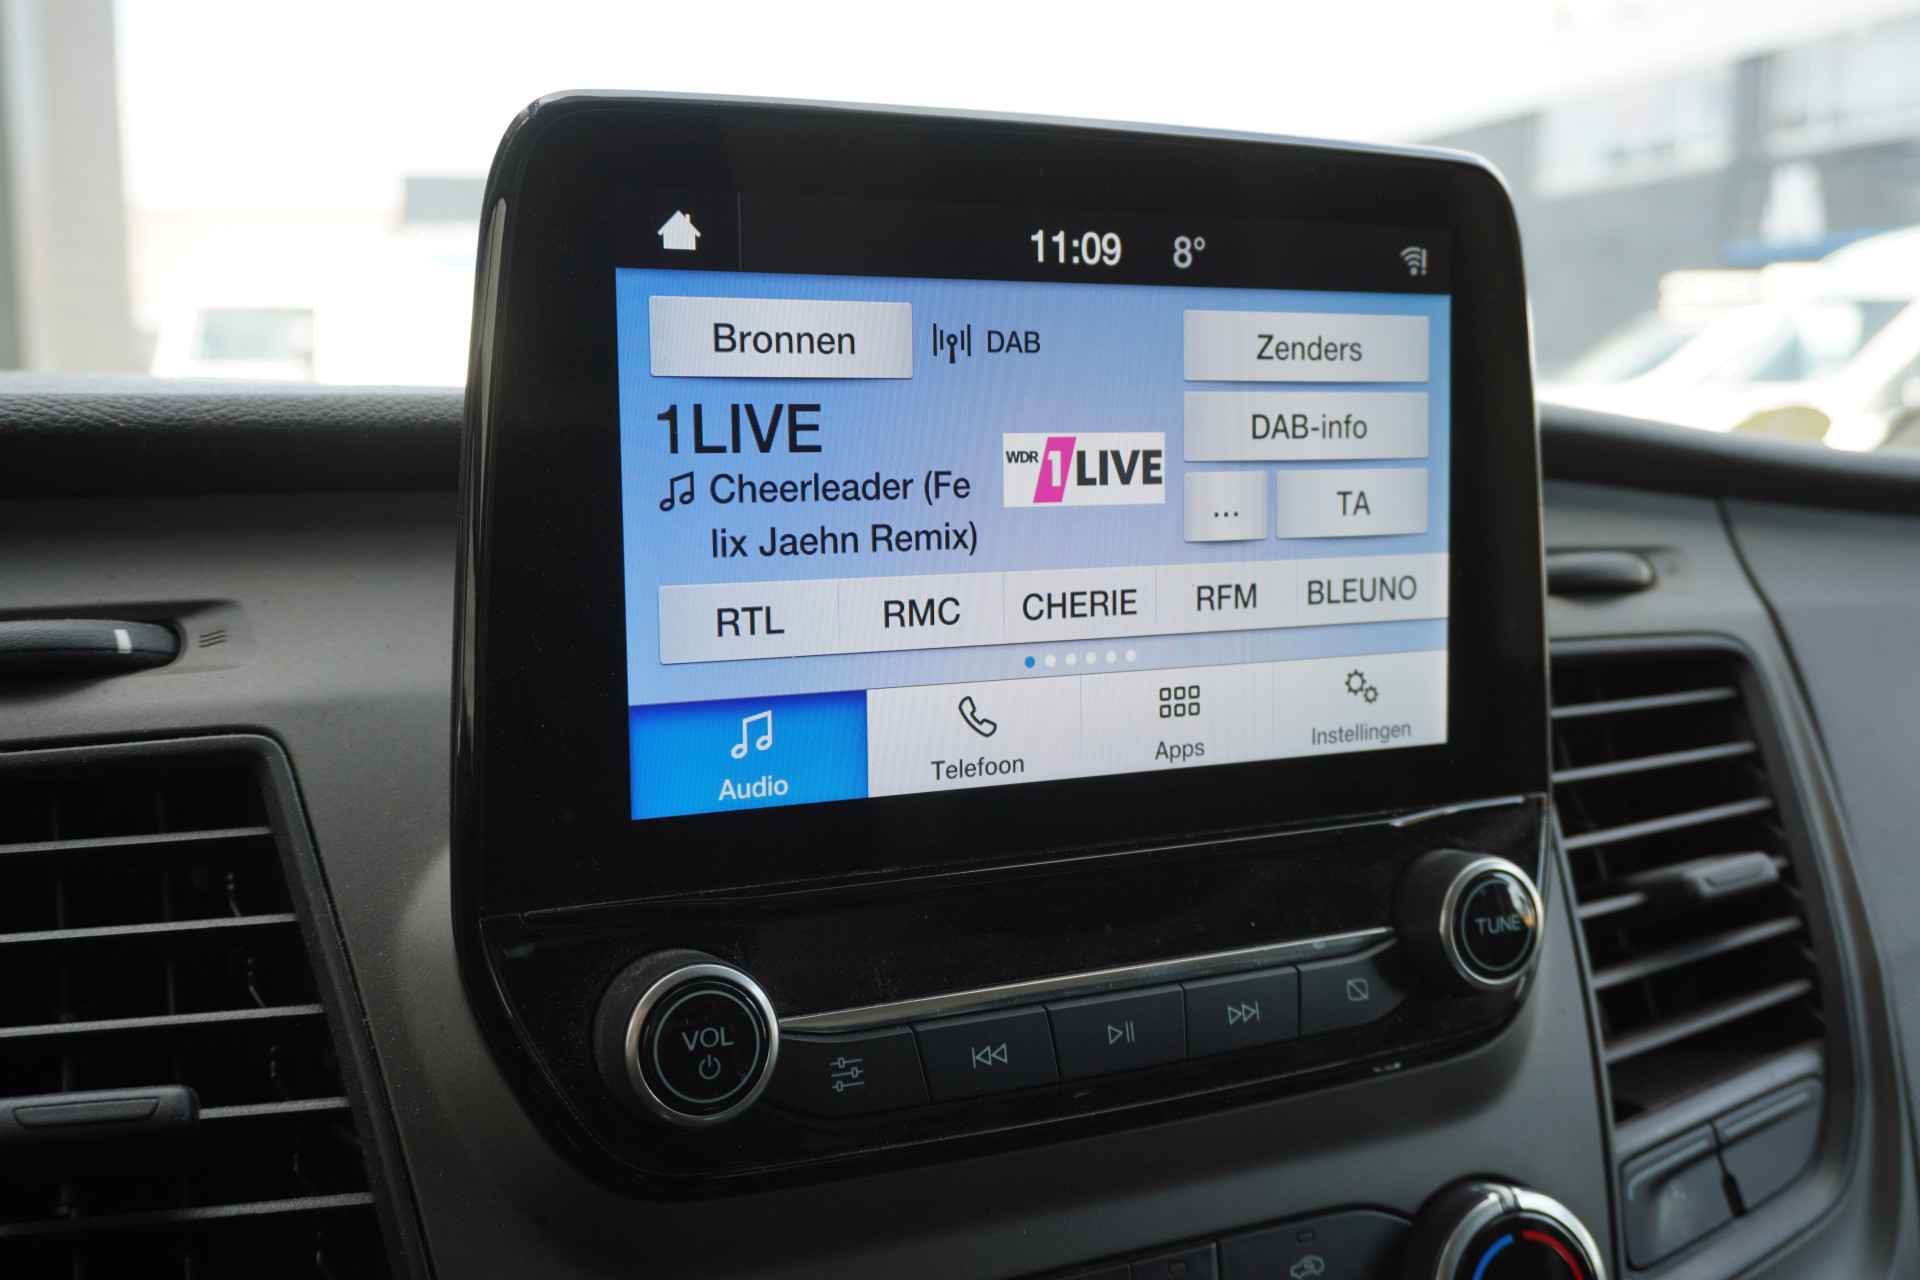 11:09 8°
Bronnen DAB Zenders
1LIVE
WDR 1LIVE
DAB-info
Cheerleader (Fe
lix Jaehn Remix)
... TA
RTL RMC CHERIE RFM BLEUNO
Audio Telefoon Apps Instellingen
TUNE
VOL